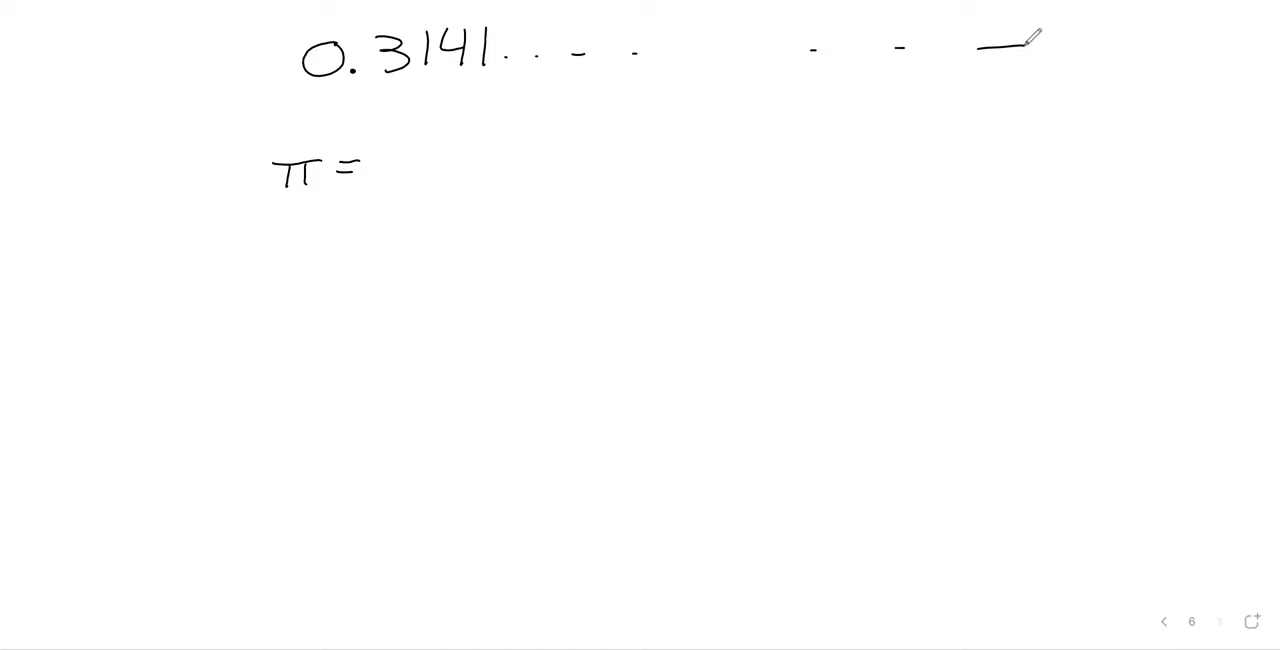 0.3141.. - . - - —
π =
6